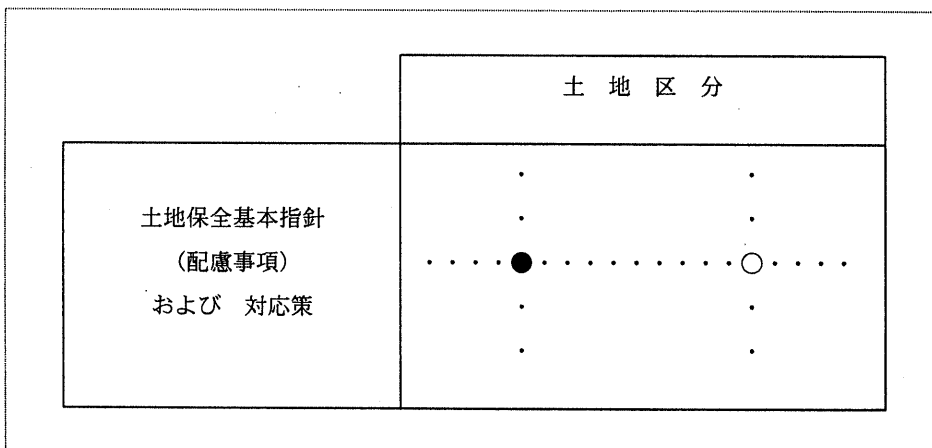 土 地 区 分
土地保全基本指針
(配慮事項)
および 対応策